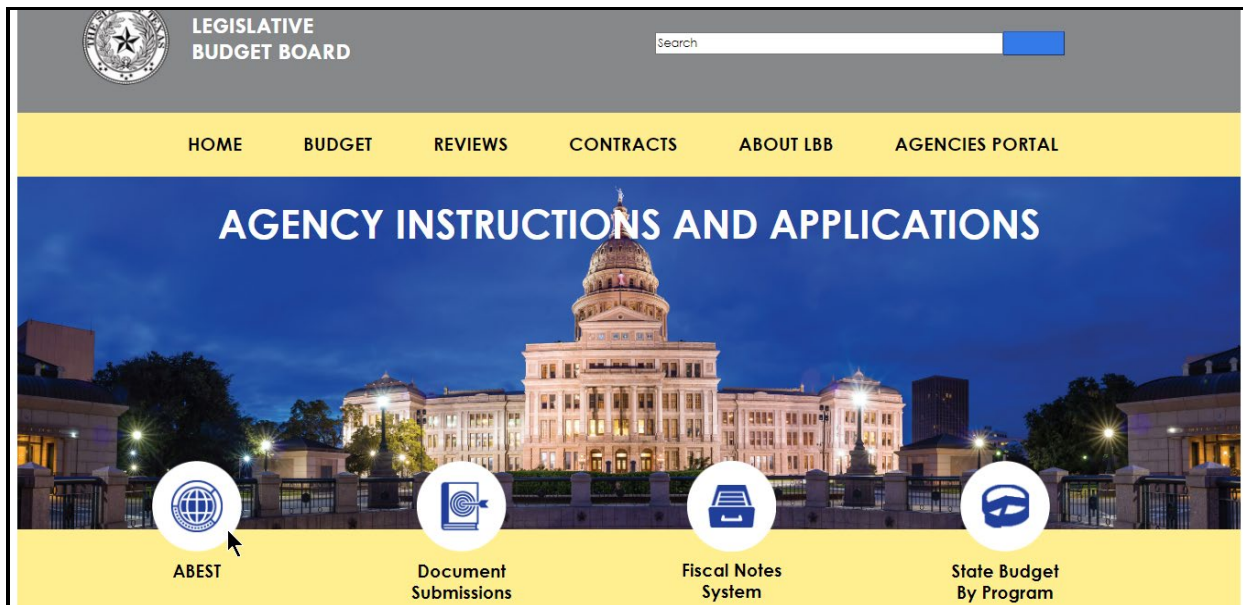 LEGISLATIVE
BUDGET BOARD
Search
HOME BUDGET REVIEWS CONTRACTS ABOUT LBB AGENCIES PORTAL
AGENCY INSTRUCTIONS AND APPLICATIONS
ABEST
Document
Submissions
Fiscal Notes
System
State Budget
By Program